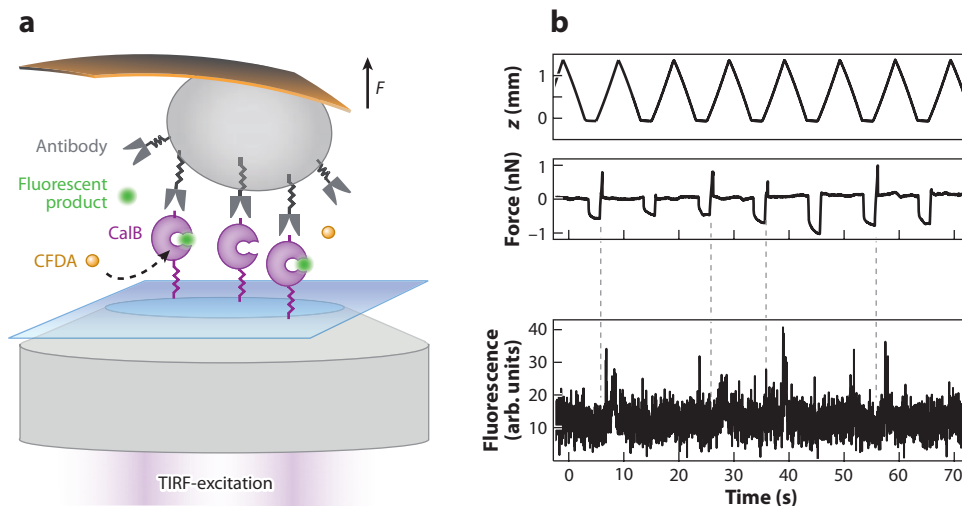 a
F
Antibody
Fluorescent
product
CalB
CFDA
TIRF-excitation
b
z (mm)
1
0
Force (nN)
1
0
−1
Fluorescence
(arb. units)
40
30
20
10
0
10
20
30
40
50
60
70
Time (s)